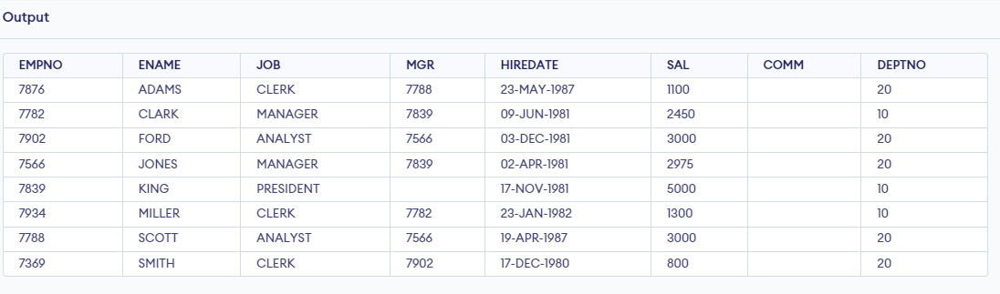 Output
EMPNO ENAME JOB MGR HIREDATE SAL COMM DEPTNO
7876 ADAMS CLERK 7788 23-MAY-1987 1100 20
7782 CLARK MANAGER 7839 09-JUN-1981 2450 10
7902 FORD ANALYST 7566 03-DEC-1981 3000 20
7566 JONES MANAGER 7839 02-APR-1981 2975 20
7839 KING PRESIDENT 17-NOV-1981 5000 10
7934 MILLER CLERK 7782 23-JAN-1982 1300 10
7788 SCOTT ANALYST 7566 19-APR-1987 3000 20
7369 SMITH CLERK 7902 17-DEC-1980 800 20